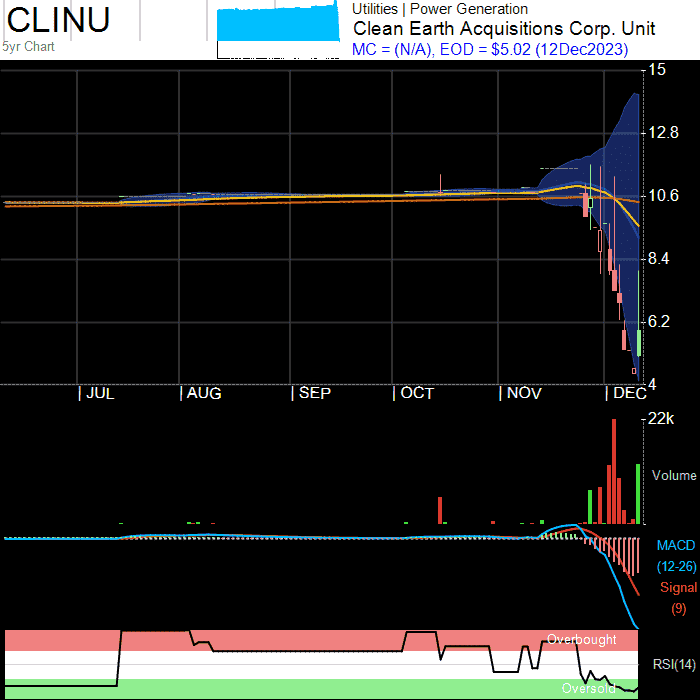 CLINU
5yr Chart
Utilities | Power Generation
Clean Earth Acquisitions Corp. Unit
MC = (N/A), EOD = $5.02 (12Dec2023)
15
12.8
10.6
8.4
6.2
4
|JUL |AUG |SEP |OCT |NOV |DEC
22k
Volume
MACD
(12-26)
Signal
(9)
Overbought
RSI(14)
Oversold